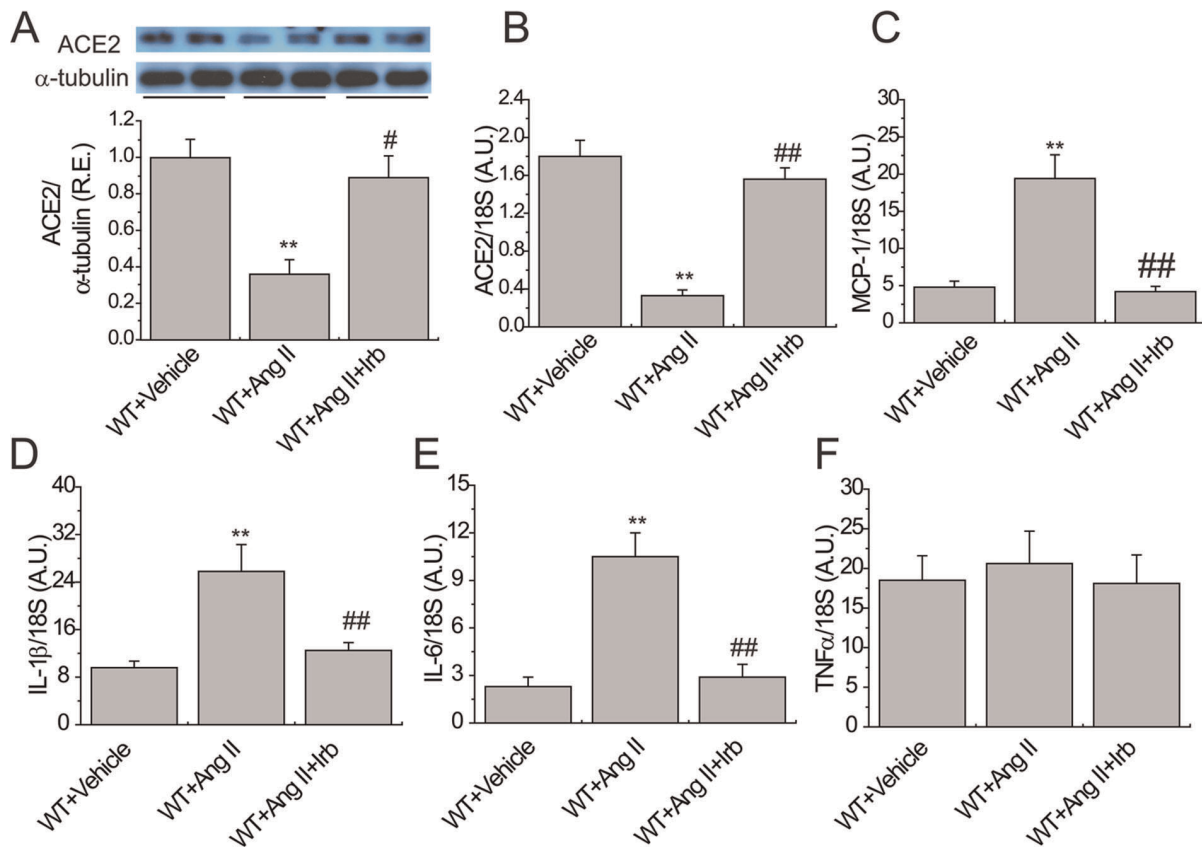 A
ACE2
α-tubulin
ACE2/
α-tubulin (R.E.)
1.2
1.0
0.8
0.6
0.4
0.2
0.0
**
#
WT+Vehicle
WT+Ang II
WT+Ang II+Irb
B
ACE2/18S (A.U.)
2.4
2.0
1.6
1.2
0.8
0.4
0.0
**
##
WT+Vehicle
WT+Ang II
WT+Ang II+Irb
C
MCP-1/18S (A.U.)
30
25
20
15
10
5
0
**
##
WT+Vehicle
WT+Ang II
WT+Ang II+Irb
D
IL-1β/18S (A.U.)
40
32
24
16
8
0
**
##
WT+Vehicle
WT+Ang II
WT+Ang II+Irb
E
IL-6/18S (A.U.)
15
12
9
6
3
0
**
##
WT+Vehicle
WT+Ang II
WT+Ang II+Irb
F
TNFα/18S (A.U.)
30
25
20
15
10
5
0
WT+Vehicle
WT+Ang II
WT+Ang II+Irb